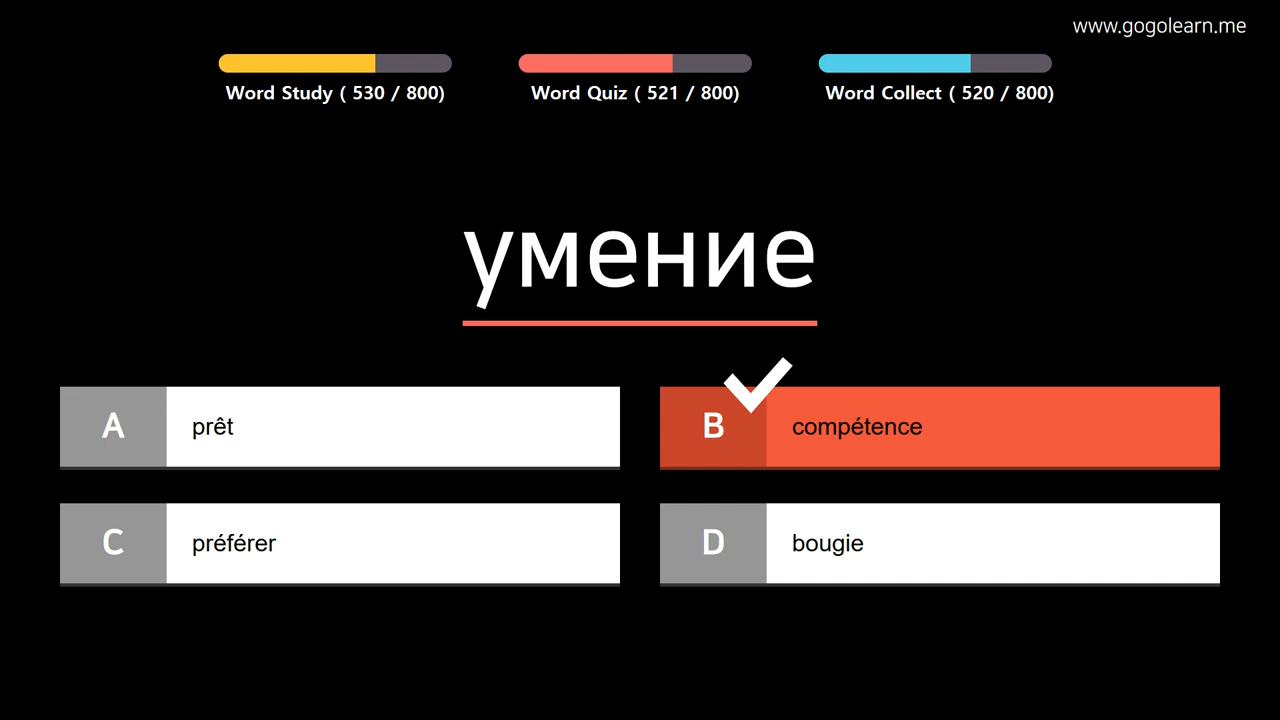 www.gogolearn.me
Word Study ( 530 / 800)
Word Quiz ( 521 / 800)
Word Collect ( 520 / 800)
умение
A prêt
B compétence
C préférer
D bougie